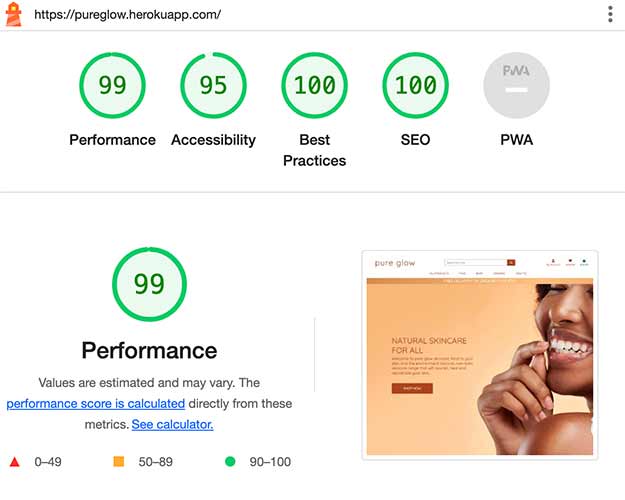 https://pureglow.herokuapp.com/
99
95
100
100
PWA
Performance
Accessibility
Best
Practices
SEO
PWA
99
Performance
Values are estimated and may vary. The
performance score is calculated directly from these
metrics. See calculator.
0–49
50–89
90–100
pure glow
NATURAL SKINCARE
FOR ALL
SHOP NOW